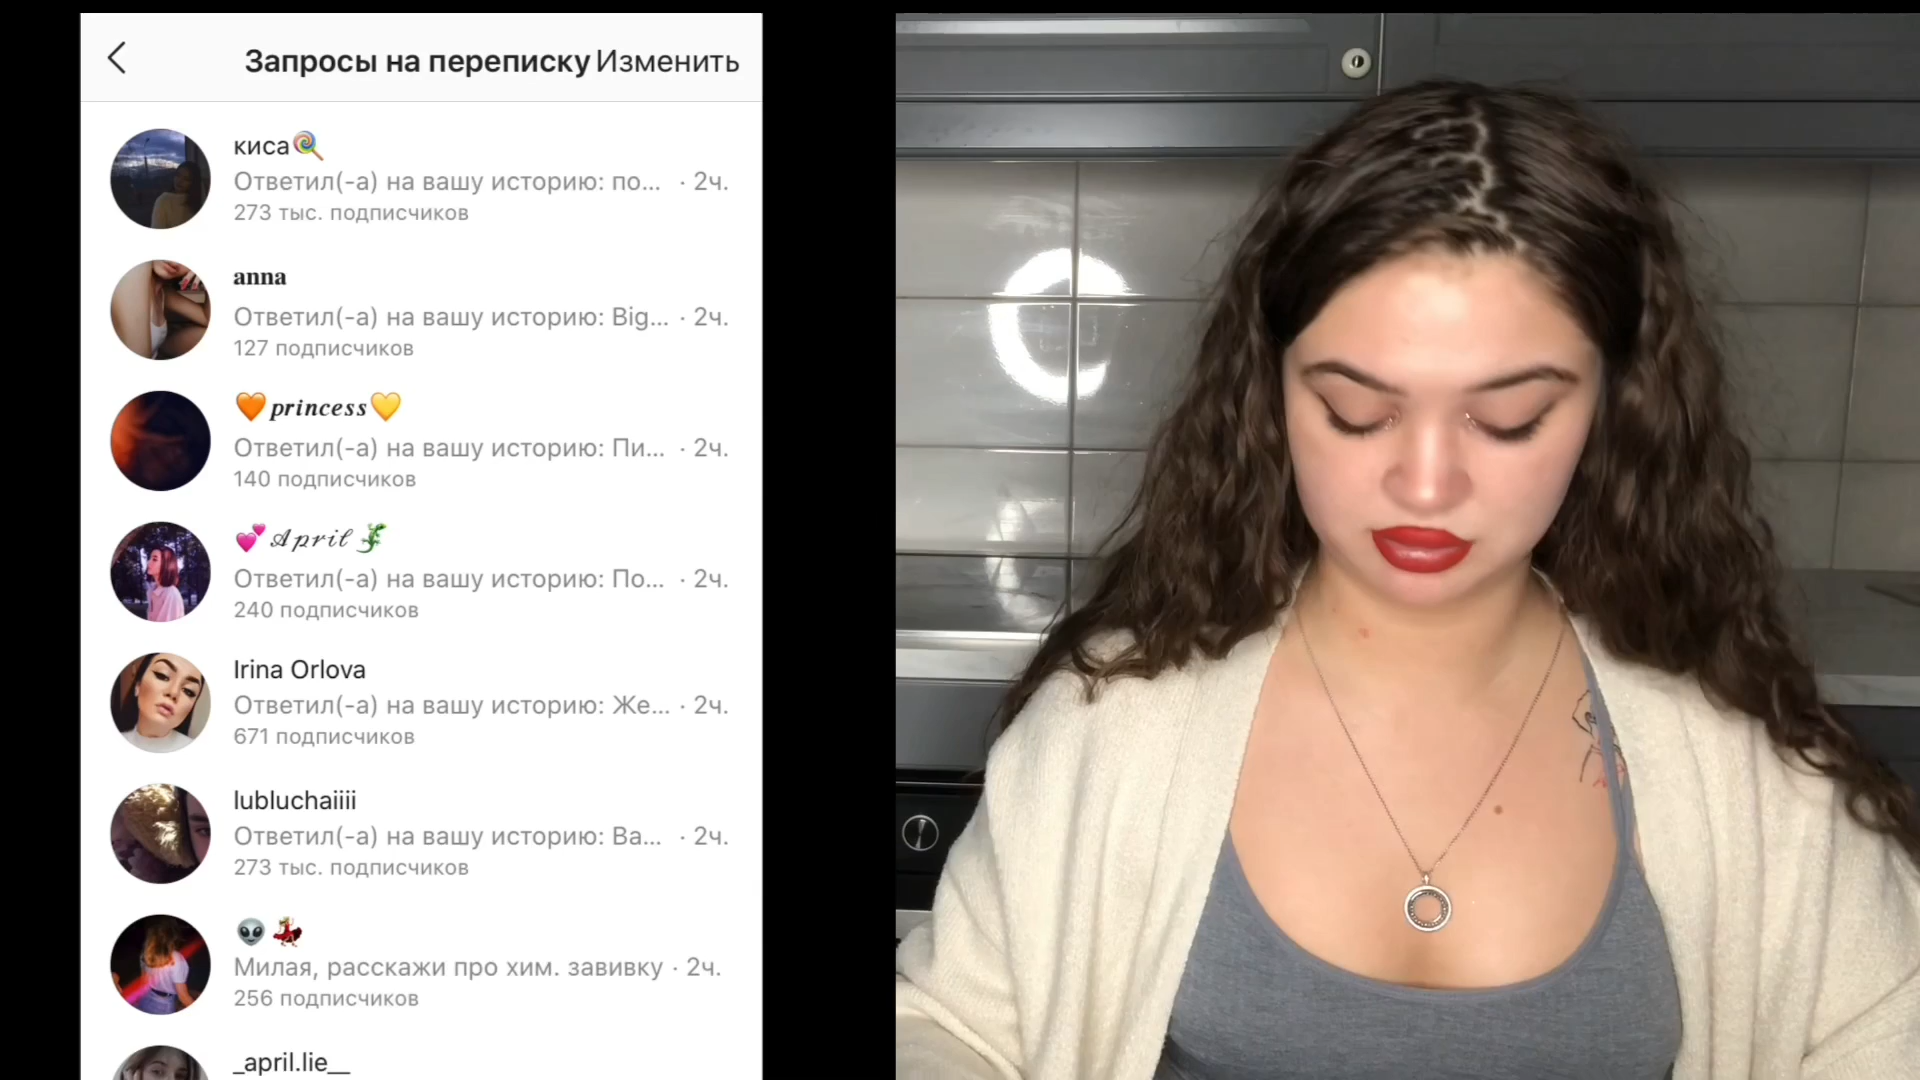 Запросы на переписку Изменить
киса🍭
Ответил(-а) на вашу историю: по... · 2ч.
273 тыс. подписчиков
anna
Ответил(-а) на вашу историю: Big... · 2ч.
127 подписчиков
🧡princess💛
Ответил(-а) на вашу историю: Пи... · 2ч.
140 подписчиков
💕April🦎
Ответил(-а) на вашу историю: По... · 2ч.
240 подписчиков
Irina Orlova
Ответил(-а) на вашу историю: Же... · 2ч.
671 подписчиков
lubluchaiiii
Ответил(-а) на вашу историю: Ва... · 2ч.
273 тыс. подписчиков
👽💃
Милая, расскажи про хим. завивку · 2ч.
256 подписчиков
_april.lie__